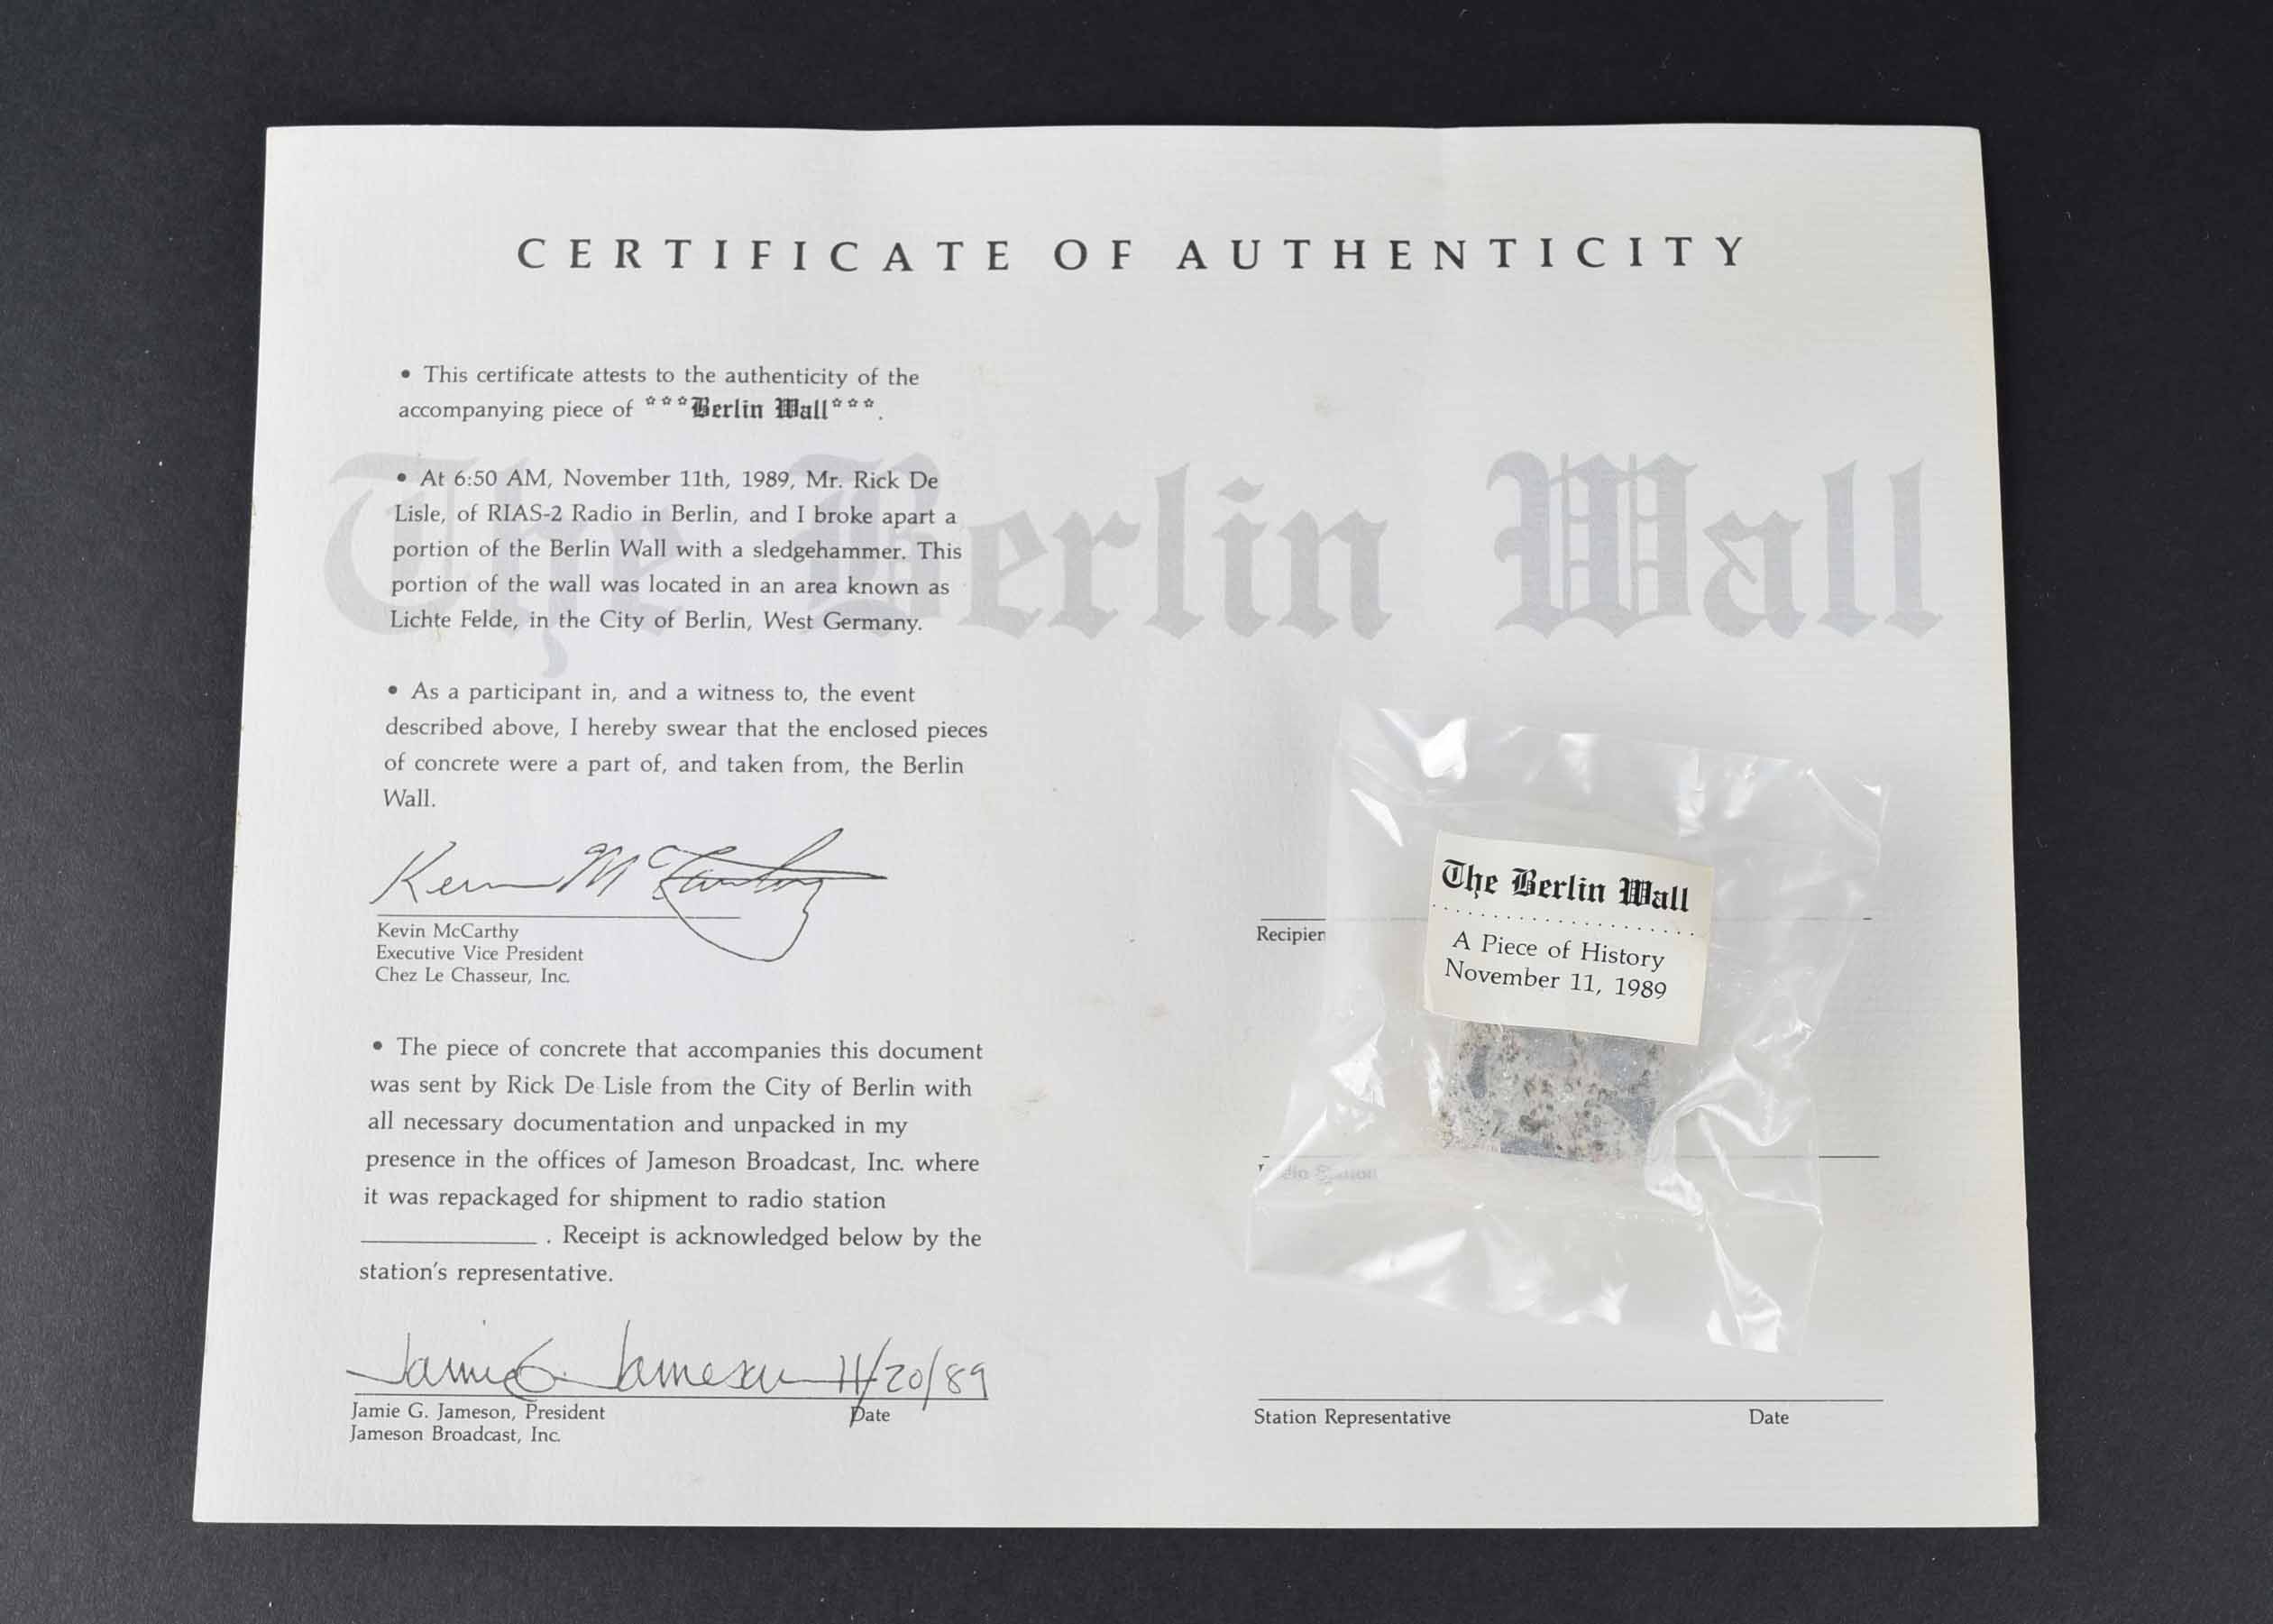 CERTIFICATE OF AUTHENTICITY
• This certificate attests to the authenticity of the
accompanying piece of ***Berlin Wall***.
The Berlin Wall
• At 6:50 AM, November 11th, 1989, Mr. Rick De
Lisle, of RIAS-2 Radio in Berlin, and I broke apart a
portion of the Berlin Wall with a sledgehammer. This
portion of the wall was located in an area known as
Lichte Felde, in the City of Berlin, West Germany.
• As a participant in, and a witness to, the event
described above, I hereby swear that the enclosed pieces
of concrete were a part of, and taken from, the Berlin
Wall.
Kevin McCarthy
Kevin McCarthy
Executive Vice President
Chez Le Chasseur, Inc.
• The piece of concrete that accompanies this document
was sent by Rick De Lisle from the City of Berlin with
all necessary documentation and unpacked in my
presence in the offices of Jameson Broadcast, Inc. where
it was repackaged for shipment to radio station
. Receipt is acknowledged below by the
station's representative.
Jamie G. Jameson 11/20/89
Jamie G. Jameson, President Date
Jameson Broadcast, Inc.
Recipien
The Berlin Wall
A Piece of History
November 11, 1989
Station
Station Representative Date